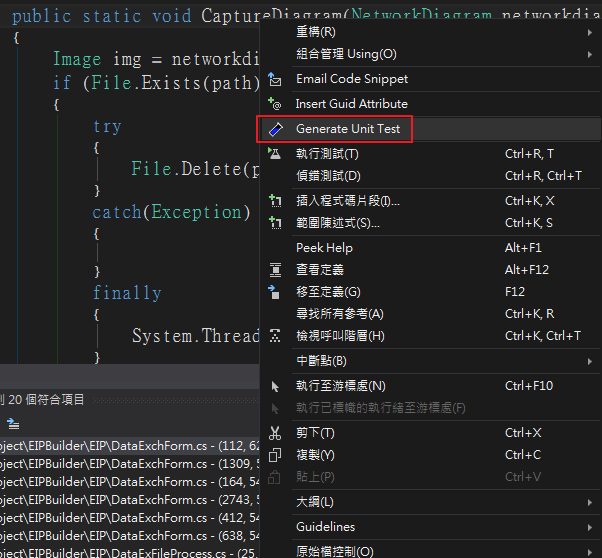 public static void CaptureDiagram(NetworkDiagram networkdia
{
Image img = networkdi
if (File.Exists(path)
{
try
{
File.Delete(p
}
catch(Exception)
{
}
finally
{
System.Thread
}
重構(R)
組合管理 Using(O)
Email Code Snippet
Insert Guid Attribute
Generate Unit Test
執行測試(T) Ctrl+R, T
偵錯測試(D) Ctrl+R, Ctrl+T
插入程式碼片段(I)... Ctrl+K, X
範圍陳述式(S)... Ctrl+K, S
Peek Help Alt+F1
查看定義 Alt+F12
移至定義(G) F12
尋找所有參考(A) Ctrl+K, R
檢視呼叫階層(H) Ctrl+K, Ctrl+T
中斷點(B)
執行至游標處(N) Ctrl+F10
執行已標幟的執行緒至游標處(F)
剪下(T) Ctrl+X
複製(Y) Ctrl+C
貼上(P) Ctrl+V
大綱(L)
Guidelines
原始檔控制(O)
到 20 個符合項目
oject\EIPBuilder\EIP\DataExchForm.cs - (112, 62
oject\EIPBuilder\EIP\DataExchForm.cs - (1309, 5
oject\EIPBuilder\EIP\DataExchForm.cs - (164, 54
oject\EIPBuilder\EIP\DataExchForm.cs - (2743, 5
oject\EIPBuilder\EIP\DataExchForm.cs - (412, 54
oject\EIPBuilder\EIP\DataExchForm.cs - (638, 54
oject\EIPBuilder\EIP\DataExFileProcess.cs - (25,